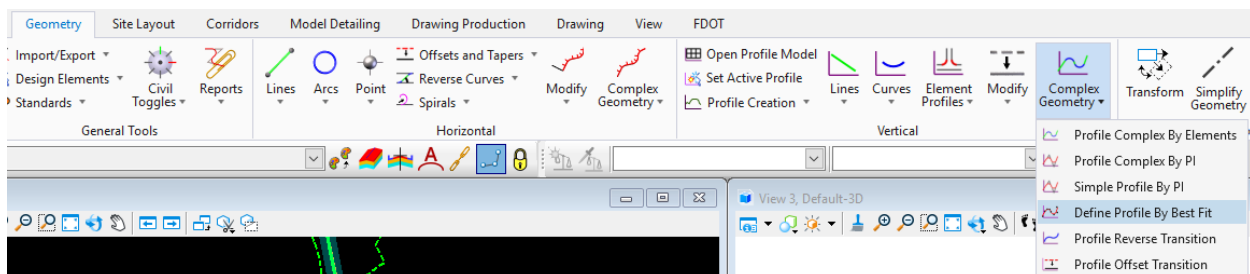 Geometry Site Layout Corridors Model Detailing Drawing Production Drawing View FDOT
Import/Export
Design Elements
Standards
Civil
Toggles
Reports
General Tools
Lines
Arcs
Point
Offsets and Tapers
Reverse Curves
Spirals
Modify
Complex
Geometry
Horizontal
Open Profile Model
Set Active Profile
Profile Creation
Lines
Curves
Element
Profiles
Modify
Complex
Geometry
Vertical
Transform
Simplify
Geometry
Profile Complex By Elements
Profile Complex By PI
Simple Profile By PI
Define Profile By Best Fit
Profile Reverse Transition
Profile Offset Transition
View 3, Default-3D